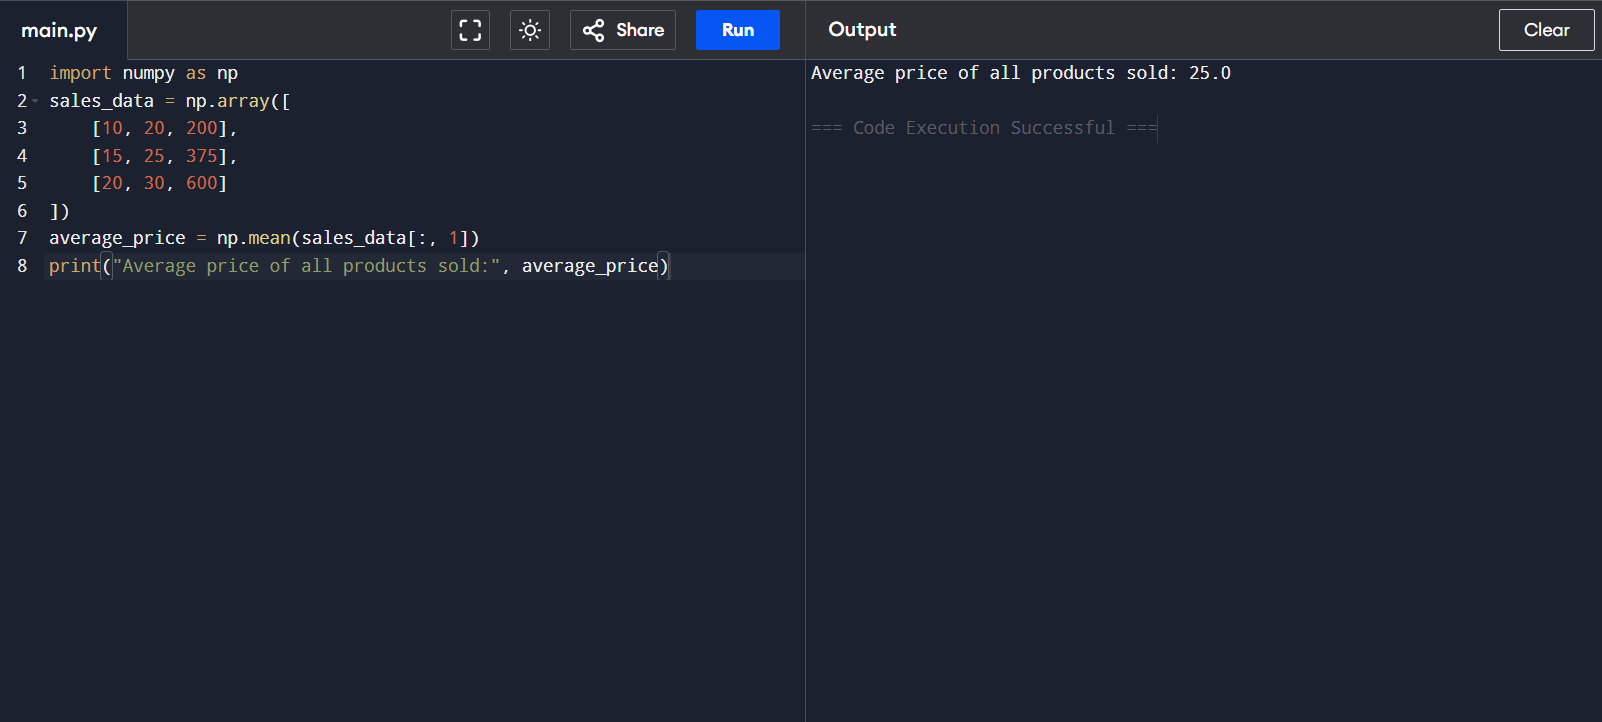 main.py
Share
Run
Output
Clear
1 import numpy as np
2 sales_data = np.array([
3     [10, 20, 200],
4     [15, 25, 375],
5     [20, 30, 600]
6 ])
7 average_price = np.mean(sales_data[:, 1])
8 print("Average price of all products sold:", average_price)
Average price of all products sold: 25.0
=== Code Execution Successful ===